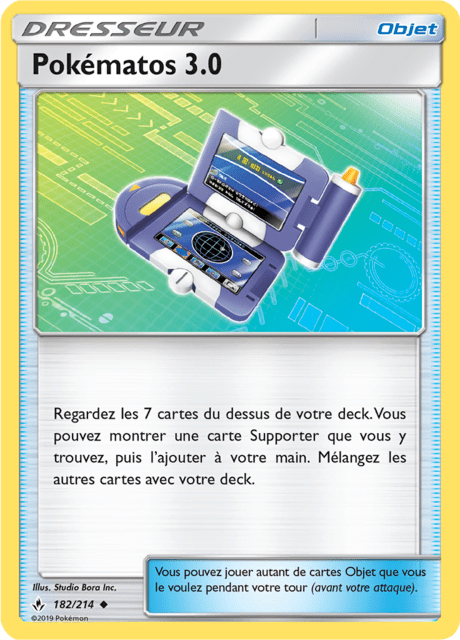 DRESSEUR
Objet
Pokématos 3.0
Regardez les 7 cartes du dessus de votre deck. Vous
pouvez montrer une carte Supporter que vous y
trouvez, puis l'ajouter à votre main. Mélangez les
autres cartes avec votre deck.
Vous pouvez jouer autant de cartes Objet que vous
le voulez pendant votre tour (avant votre attaque).
Illus. Studio Bora Inc.
182/214
©2019 Pokémon